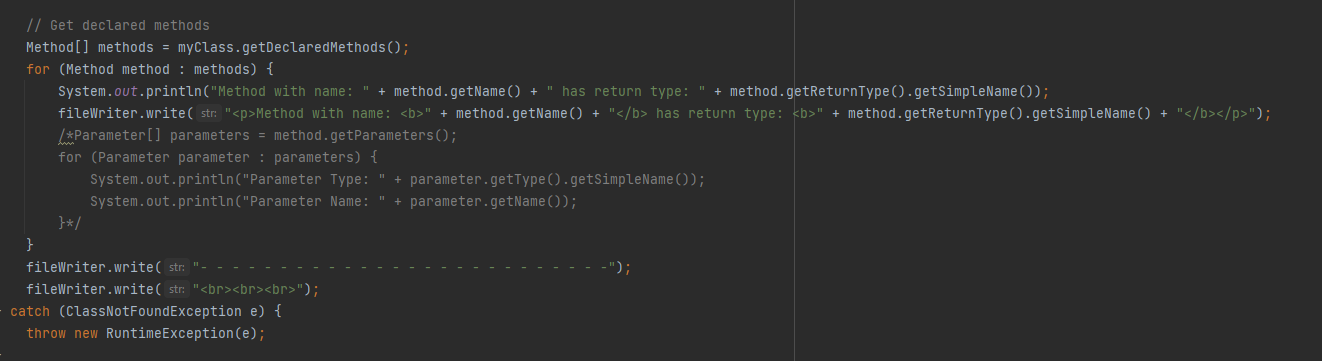 // Get declared methods
Method[] methods = myClass.getDeclaredMethods();
for (Method method : methods) {
System.out.println("Method with name: " + method.getName() + " has return type: " + method.getReturnType().getSimpleName());
fileWriter.write( str: "<p>Method with name: <b>" + method.getName() + "</b> has return type: <b>" + method.getReturnType().getSimpleName() + "</b></p>");
/*Parameter[] parameters = method.getParameters();
for (Parameter parameter : parameters) {
System.out.println("Parameter Type: " + parameter.getType().getSimpleName());
System.out.println("Parameter Name: " + parameter.getName());
}*/
}
fileWriter.write( str: "- - - - - - - - - - - - - - - - - - - - - - - - - -");
fileWriter.write( str: "<br><br><br>");
catch (ClassNotFoundException e) {
throw new RuntimeException(e);